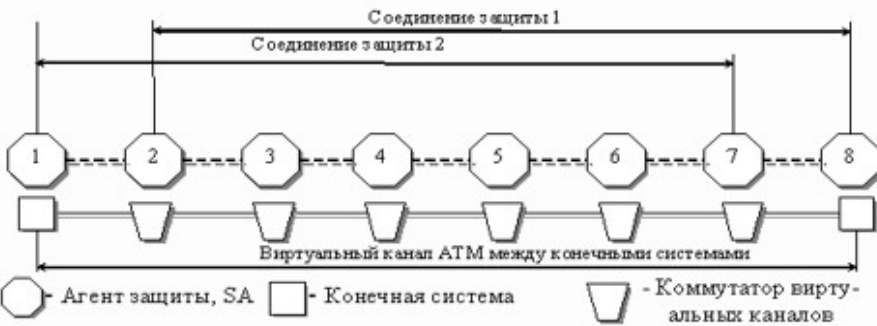 Соединение защиты 1
Соединение защиты 2
1 2 3 4 5 6 7 8
Виртуальный канал ATM между конечными системами
- Агент защиты, SA
- Конечная система
- Коммутатор вирту-
альных каналов